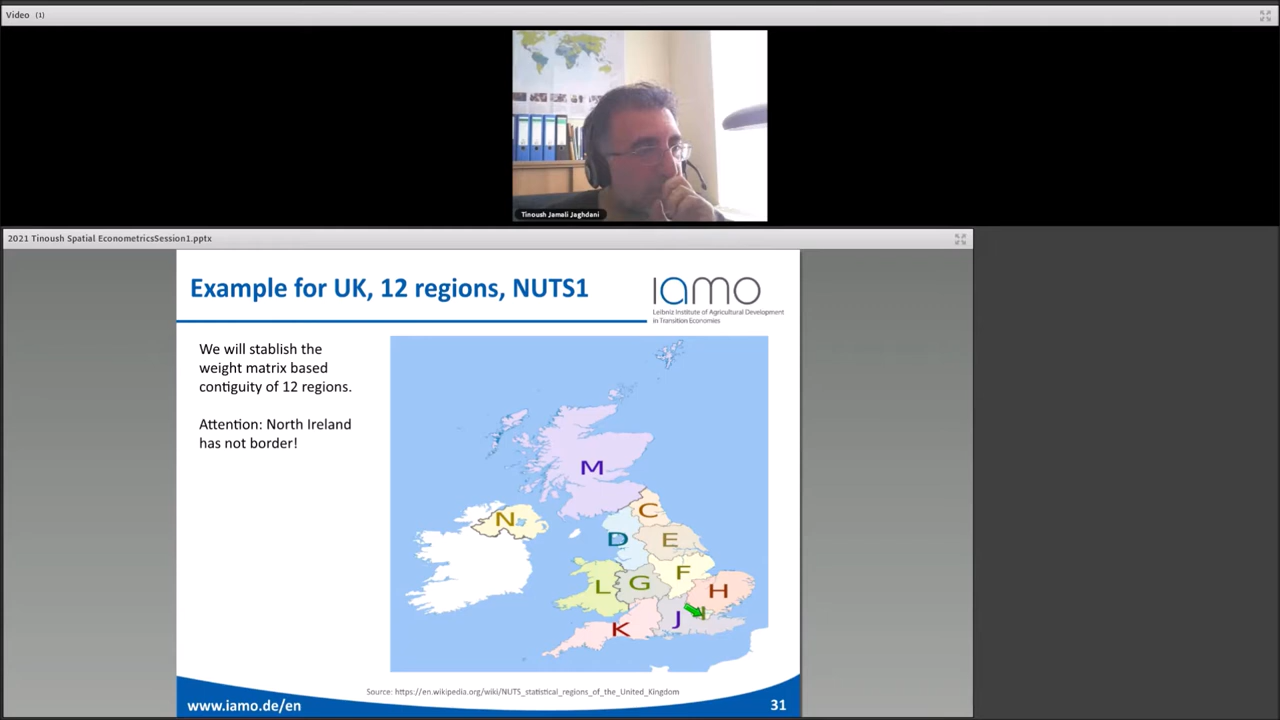 Video (1)
Tinoush Jamali Jaghdani
2021 Tinoush Spatial EconometricsSession1.pptx
Example for UK, 12 regions, NUTS1
iamo
Leibniz Institute of Agricultural Development
in Transition Economies
We will stablish the
weight matrix based
contiguity of 12 regions.
Attention: North Ireland
has not border!
M
C
N
D
E
F
L
G
H
I
J
K
Source: https://en.wikipedia.org/wiki/NUTS_statistical_regions_of_the_United_Kingdom
www.iamo.de/en
31